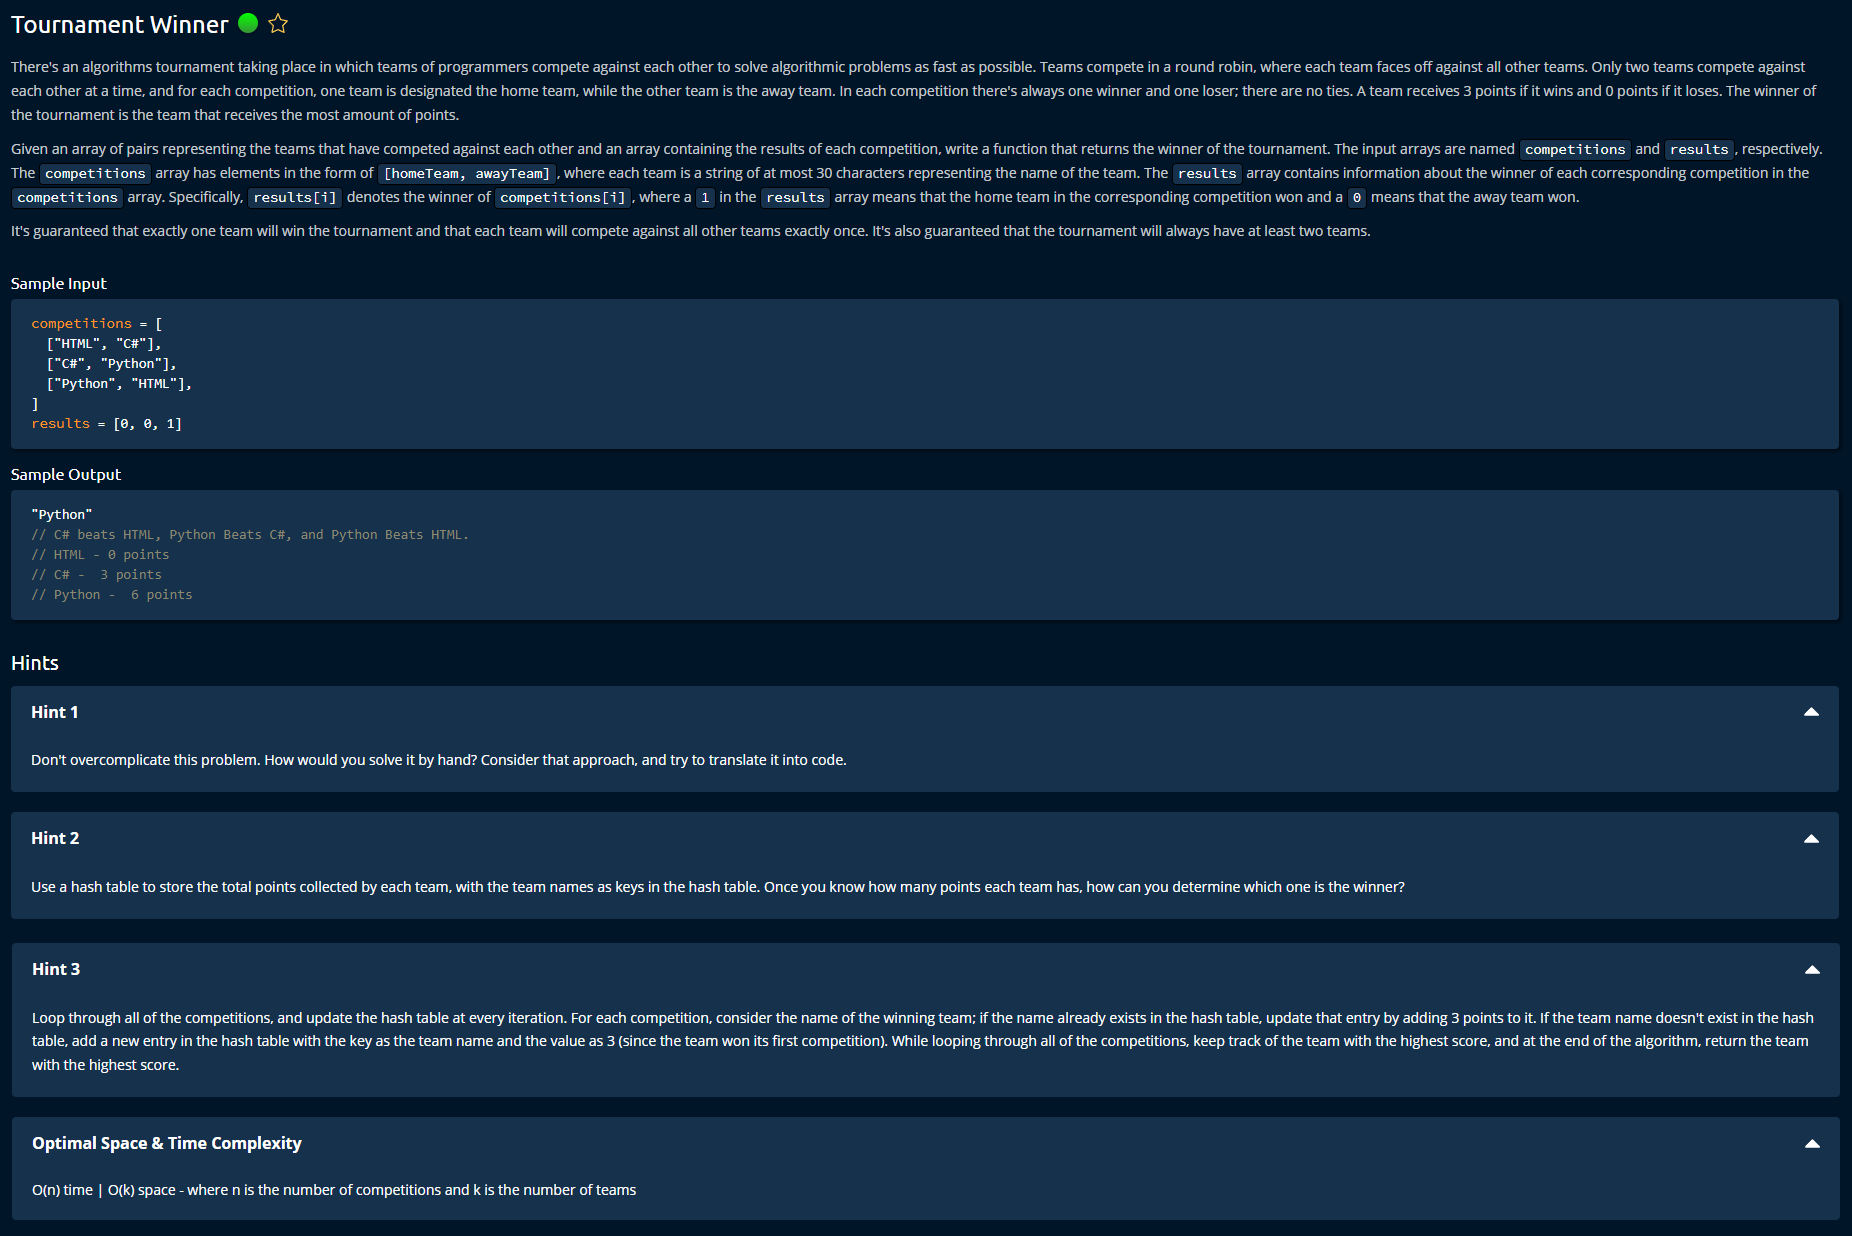 Tournament Winner
There's an algorithms tournament taking place in which teams of programmers compete against each other to solve algorithmic problems as fast as possible. Teams compete in a round robin, where each team faces off against all other teams. Only two teams compete against
each other at a time, and for each competition, one team is designated the home team, while the other team is the away team. In each competition there's always one winner and one loser; there are no ties. A team receives 3 points if it wins and 0 points if it loses. The winner of
the tournament is the team that receives the most amount of points.
Given an array of pairs representing the teams that have competed against each other and an array containing the results of each competition, write a function that returns the winner of the tournament. The input arrays are named competitions and results, respectively.
The competitions array has elements in the form of [homeTeam, awayTeam], where each team is a string of at most 30 characters representing the name of the team. The results array contains information about the winner of each corresponding competition in the
competitions array. Specifically, results[i] denotes the winner of competitions[i], where a 1 in the results array means that the home team in the corresponding competition won and a 0 means that the away team won.
It's guaranteed that exactly one team will win the tournament and that each team will compete against all other teams exactly once. It's also guaranteed that the tournament will always have at least two teams.
Sample Input
competitions = [
["HTML", "C#"],
["C#", "Python"],
["Python", "HTML"],
]
results = [0, 0, 1]
Sample Output
"Python"
// C# beats HTML, Python Beats C#, and Python Beats HTML.
// HTML - 0 points
// C# -  3 points
// Python -  6 points
Hints
Hint 1
Don't overcomplicate this problem. How would you solve it by hand? Consider that approach, and try to translate it into code.
Hint 2
Use a hash table to store the total points collected by each team, with the team names as keys in the hash table. Once you know how many points each team has, how can you determine which one is the winner?
Hint 3
Loop through all of the competitions, and update the hash table at every iteration. For each competition, consider the name of the winning team; if the name already exists in the hash table, update that entry by adding 3 points to it. If the team name doesn't exist in the hash
table, add a new entry in the hash table with the key as the team name and the value as 3 (since the team won its first competition). While looping through all of the competitions, keep track of the team with the highest score, and at the end of the algorithm, return the team
with the highest score.
Optimal Space & Time Complexity
O(n) time | O(k) space - where n is the number of competitions and k is the number of teams